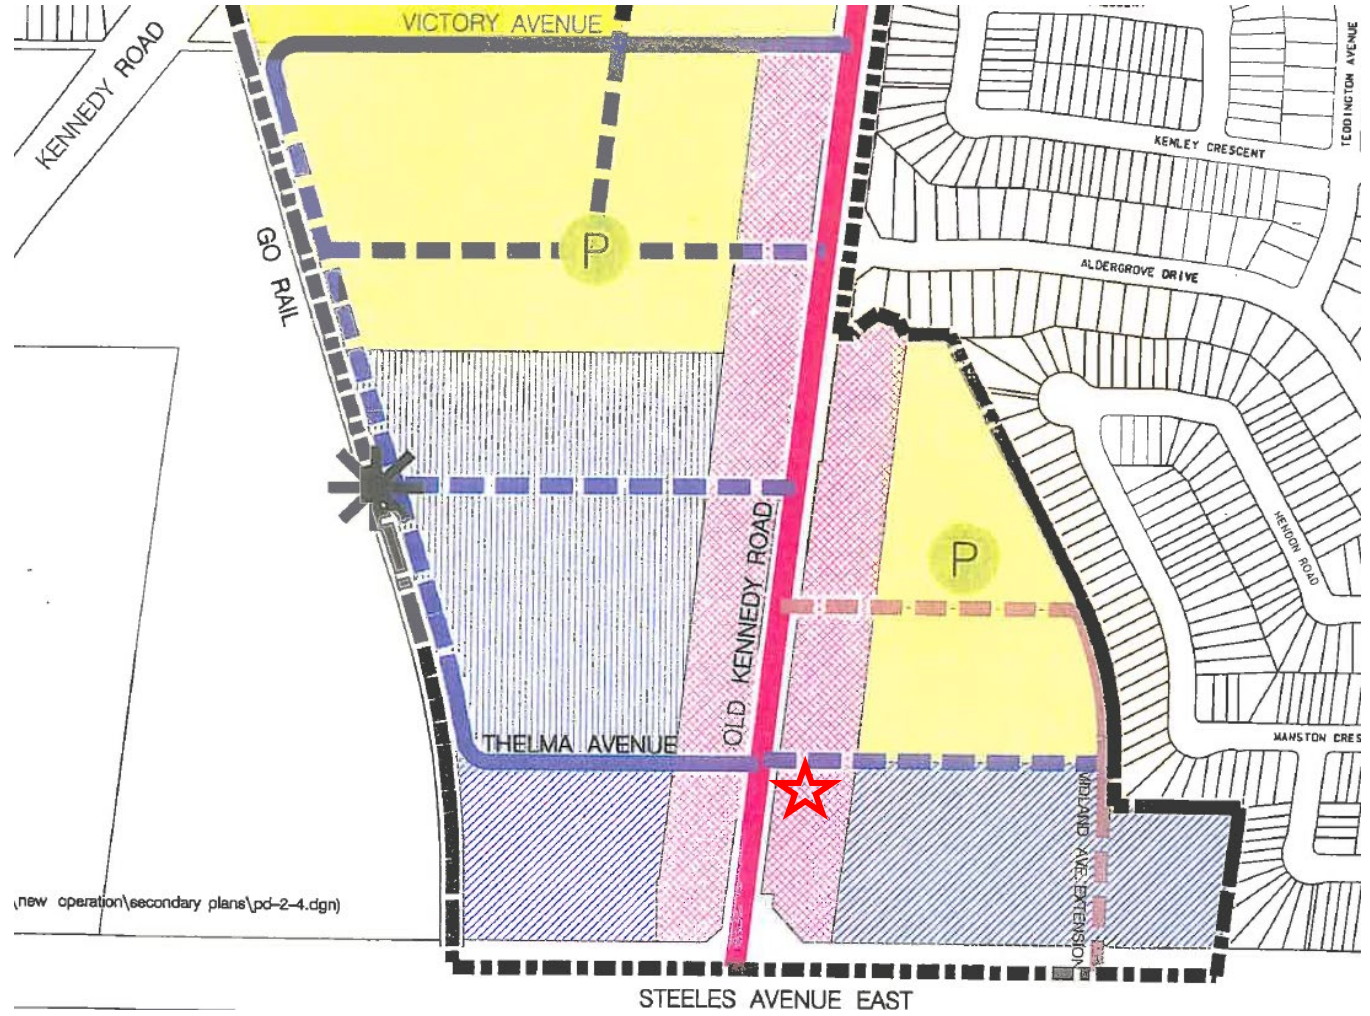 VICTORY AVENUE
KENNEDY ROAD
TEDDINGTON AVENUE
KENLEY CRESCENT
GO RAIL
P
ALDERGROVE DRIVE
HENDON ROAD
P
OLD KENNEDY ROAD
THELMA AVENUE
MANSTON CRES
MIDLAND AVE. EXTENSION
\new operation\secondary plans\pd-2-4.dgn)
STEELES AVENUE EAST